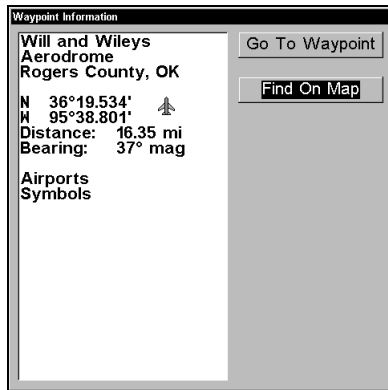 Waypoint Information
Will and Wileys
Aerodrome
Rogers County, OK
N 36°19.534'
W 95°38.801'
Distance: 16.35 mi
Bearing: 37° mag
Airports
Symbols
Go To Waypoint
Find On Map